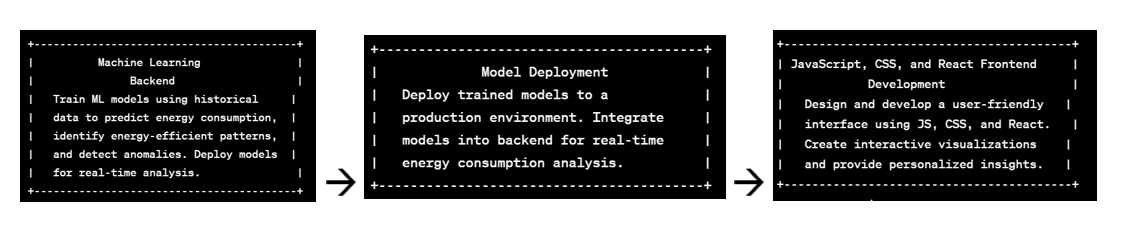 Machine Learning
Backend
Train ML models using historical
data to predict energy consumption,
identify energy-efficient patterns,
and detect anomalies. Deploy models
for real-time analysis.
Model Deployment
Deploy trained models to a
production environment. Integrate
models into backend for real-time
energy consumption analysis.
JavaScript, CSS, and React Frontend
Development
Design and develop a user-friendly
interface using JS, CSS, and React.
Create interactive visualizations
and provide personalized insights.